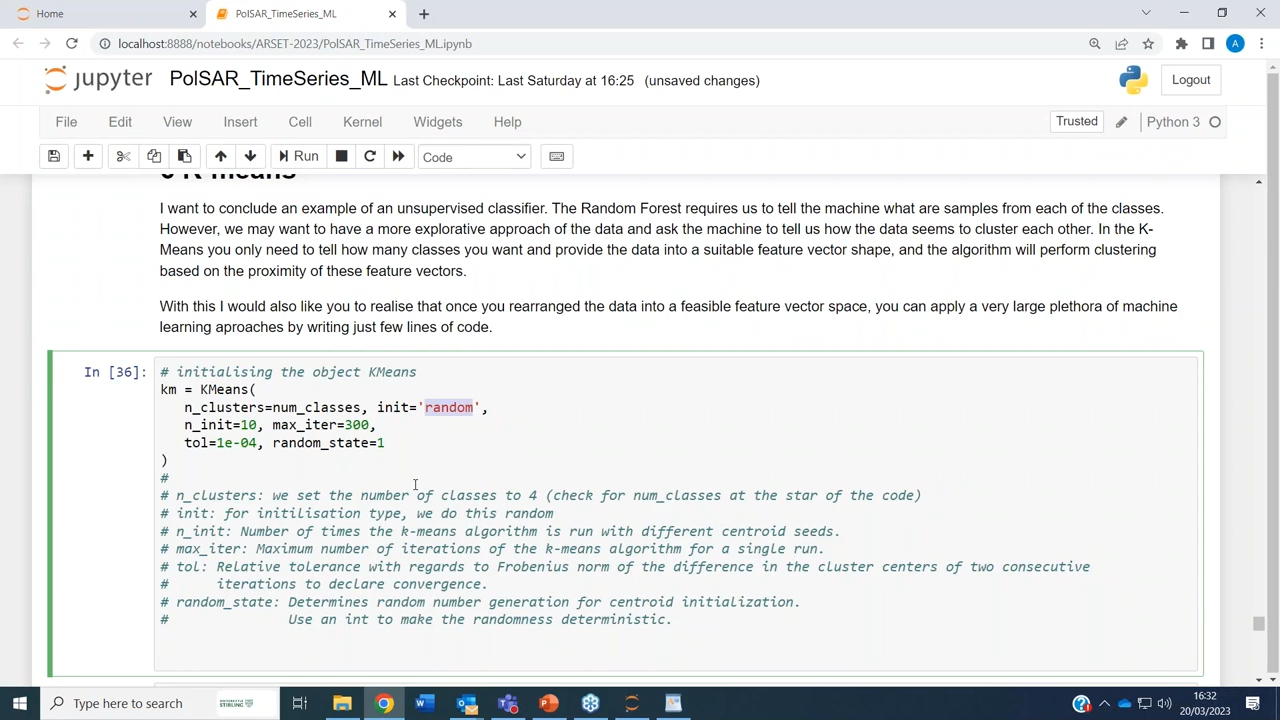 Home
PolSAR_TimeSeries_ML
localhost:8888/notebooks/ARSET-2023/PolSAR_TimeSeries_ML.ipynb
A
jupyter PolSAR_TimeSeries_ML Last Checkpoint: Last Saturday at 16:25 (unsaved changes)
Logout
File Edit View Insert Cell Kernel Widgets Help
Trusted Python 3
Run Code
6 K-means
I want to conclude an example of an unsupervised classifier. The Random Forest requires us to tell the machine what are samples from each of the classes.
However, we may want to have a more explorative approach of the data and ask the machine to tell us how the data seems to cluster each other. In the K-
Means you only need to tell how many classes you want and provide the data into a suitable feature vector shape, and the algorithm will perform clustering
based on the proximity of these feature vectors.
With this I would also like you to realise that once you rearranged the data into a feasible feature vector space, you can apply a very large plethora of machine
learning aproaches by writing just few lines of code.
In [36]: # initialising the object KMeans
km = KMeans(
n_clusters=num_classes, init='random',
n_init=10, max_iter=300,
tol=1e-04, random_state=1
)
#
# n_clusters: we set the number of classes to 4 (check for num_classes at the star of the code)
# init: for initilisation type, we do this random
# n_init: Number of times the k-means algorithm is run with different centroid seeds.
# max_iter: Maximum number of iterations of the k-means algorithm for a single run.
# tol: Relative tolerance with regards to Frobenius norm of the difference in the cluster centers of two consecutive
# iterations to declare convergence.
# random_state: Determines random number generation for centroid initialization.
# Use an int to make the randomness deterministic.
Type here to search
16:32
20/03/2023